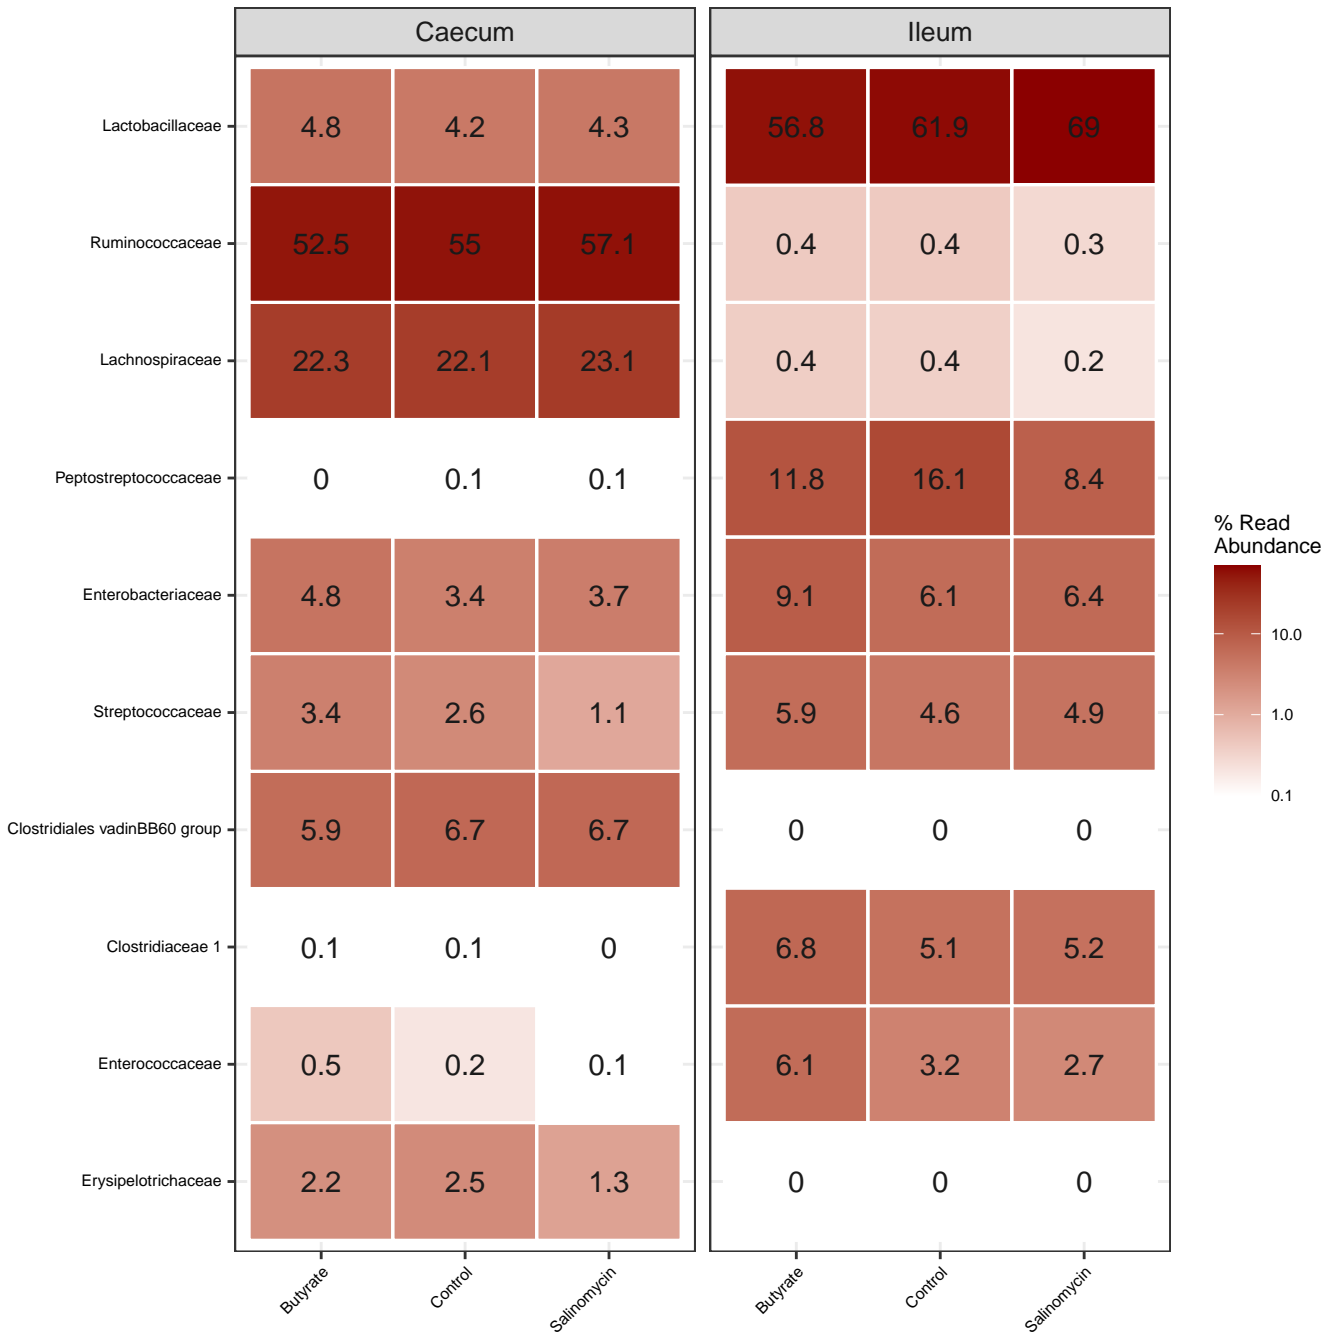 Caecum Ileum
Lactobacillaceae 4.8 4.2 4.3 56.8 61.9 69
Ruminococcaceae 52.5 55 57.1 0.4 0.4 0.3
Lachnospiraceae 22.3 22.1 23.1 0.4 0.4 0.2
Peptostreptococcaceae 0 0.1 0.1 11.8 16.1 8.4
Enterobacteriaceae 4.8 3.4 3.7 9.1 6.1 6.4
Streptococcaceae 3.4 2.6 1.1 5.9 4.6 4.9
Clostridiales vadinBB60 group 5.9 6.7 6.7 0 0 0
Clostridiaceae 1 0.1 0.1 0 6.8 5.1 5.2
Enterococcaceae 0.5 0.2 0.1 6.1 3.2 2.7
Erysipelotrichaceae 2.2 2.5 1.3 0 0 0
Butyrate Control Salinomycin Butyrate Control Salinomycin
% Read
Abundance
10.0
1.0
0.1